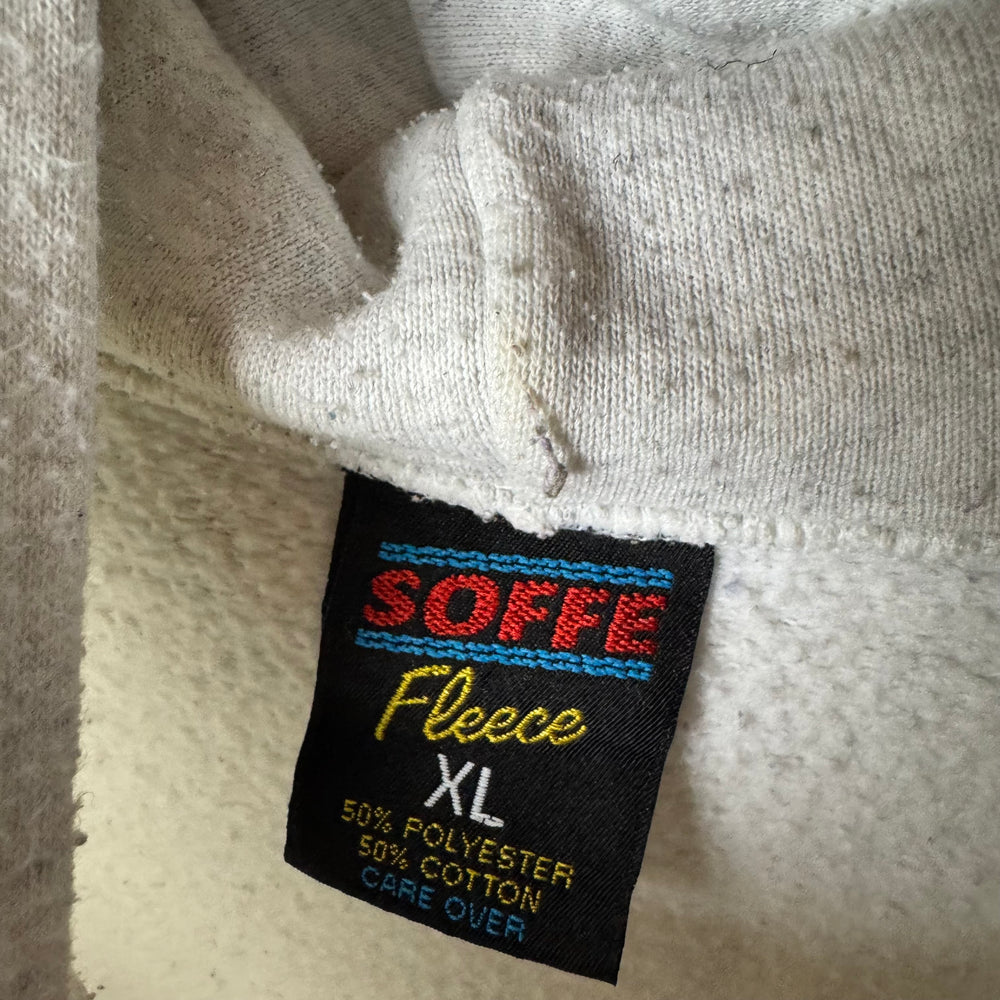 SOFFE
Fleece
XL
50% POLYESTER
50% COTTON
CARE OVER